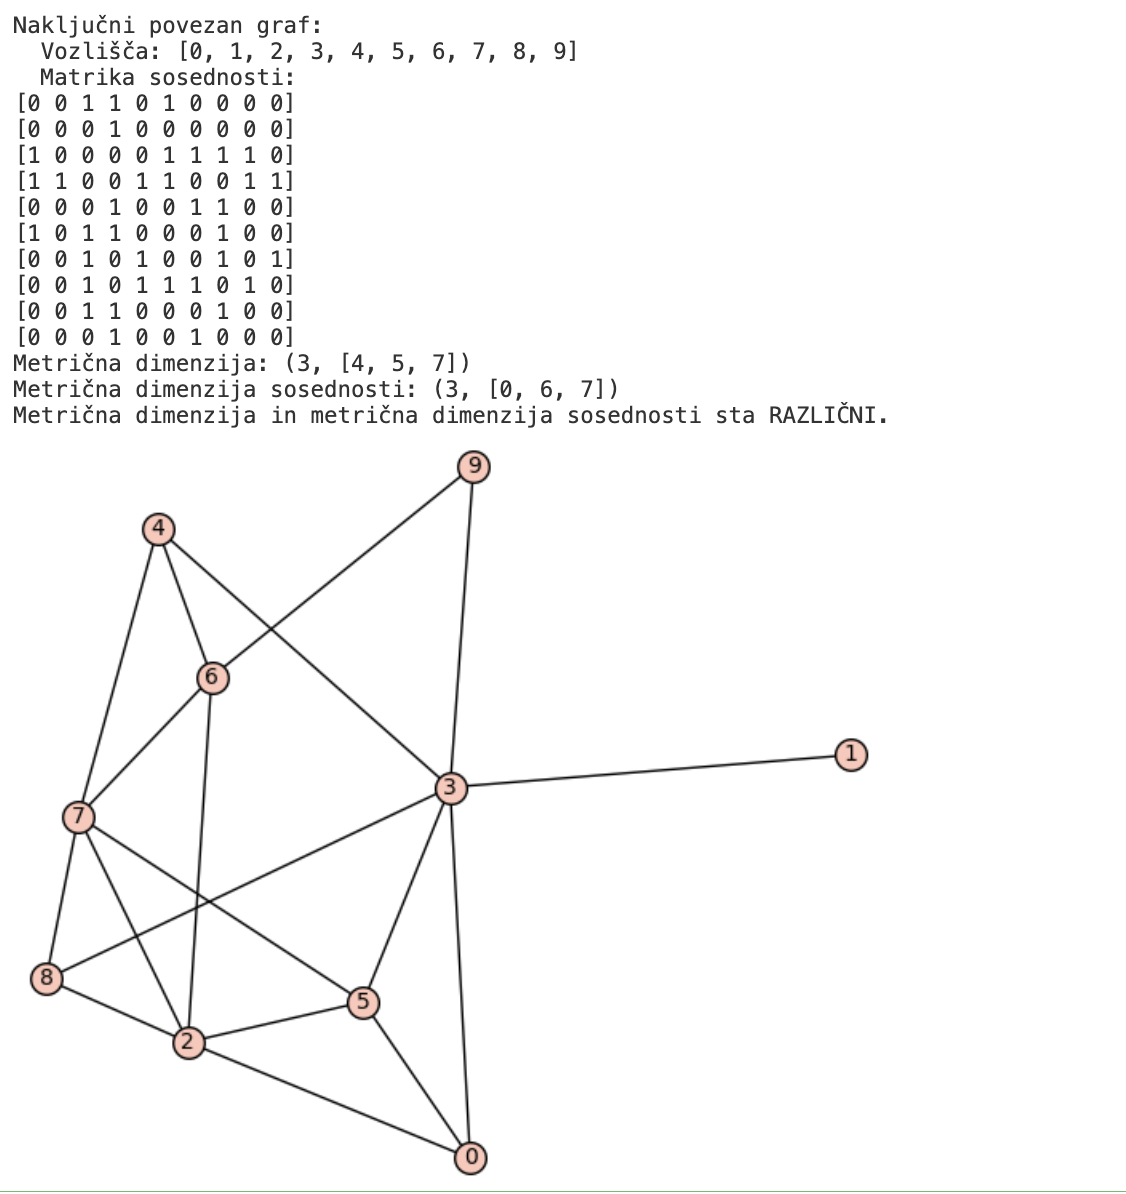 Naključni povezan graf:
Vozlišča: [0, 1, 2, 3, 4, 5, 6, 7, 8, 9]
Matrika sosednosti:
[0 0 1 1 0 1 0 0 0 0]
[0 0 0 1 0 0 0 0 0 0]
[1 0 0 0 0 1 1 1 1 0]
[1 1 0 0 1 1 0 0 1 1]
[0 0 0 1 0 0 1 1 0 0]
[1 0 1 1 0 0 0 1 0 0]
[0 0 1 0 1 0 0 1 0 1]
[0 0 1 0 1 1 1 0 1 0]
[0 0 1 1 0 0 0 1 0 0]
[0 0 0 1 0 0 1 0 0 0]
Metrična dimenzija: (3, [4, 5, 7])
Metrična dimenzija sosednosti: (3, [0, 6, 7])
Metrična dimenzija in metrična dimenzija sosednosti sta RAZLIČNI.
9
4
6
1
3
7
8
5
2
0